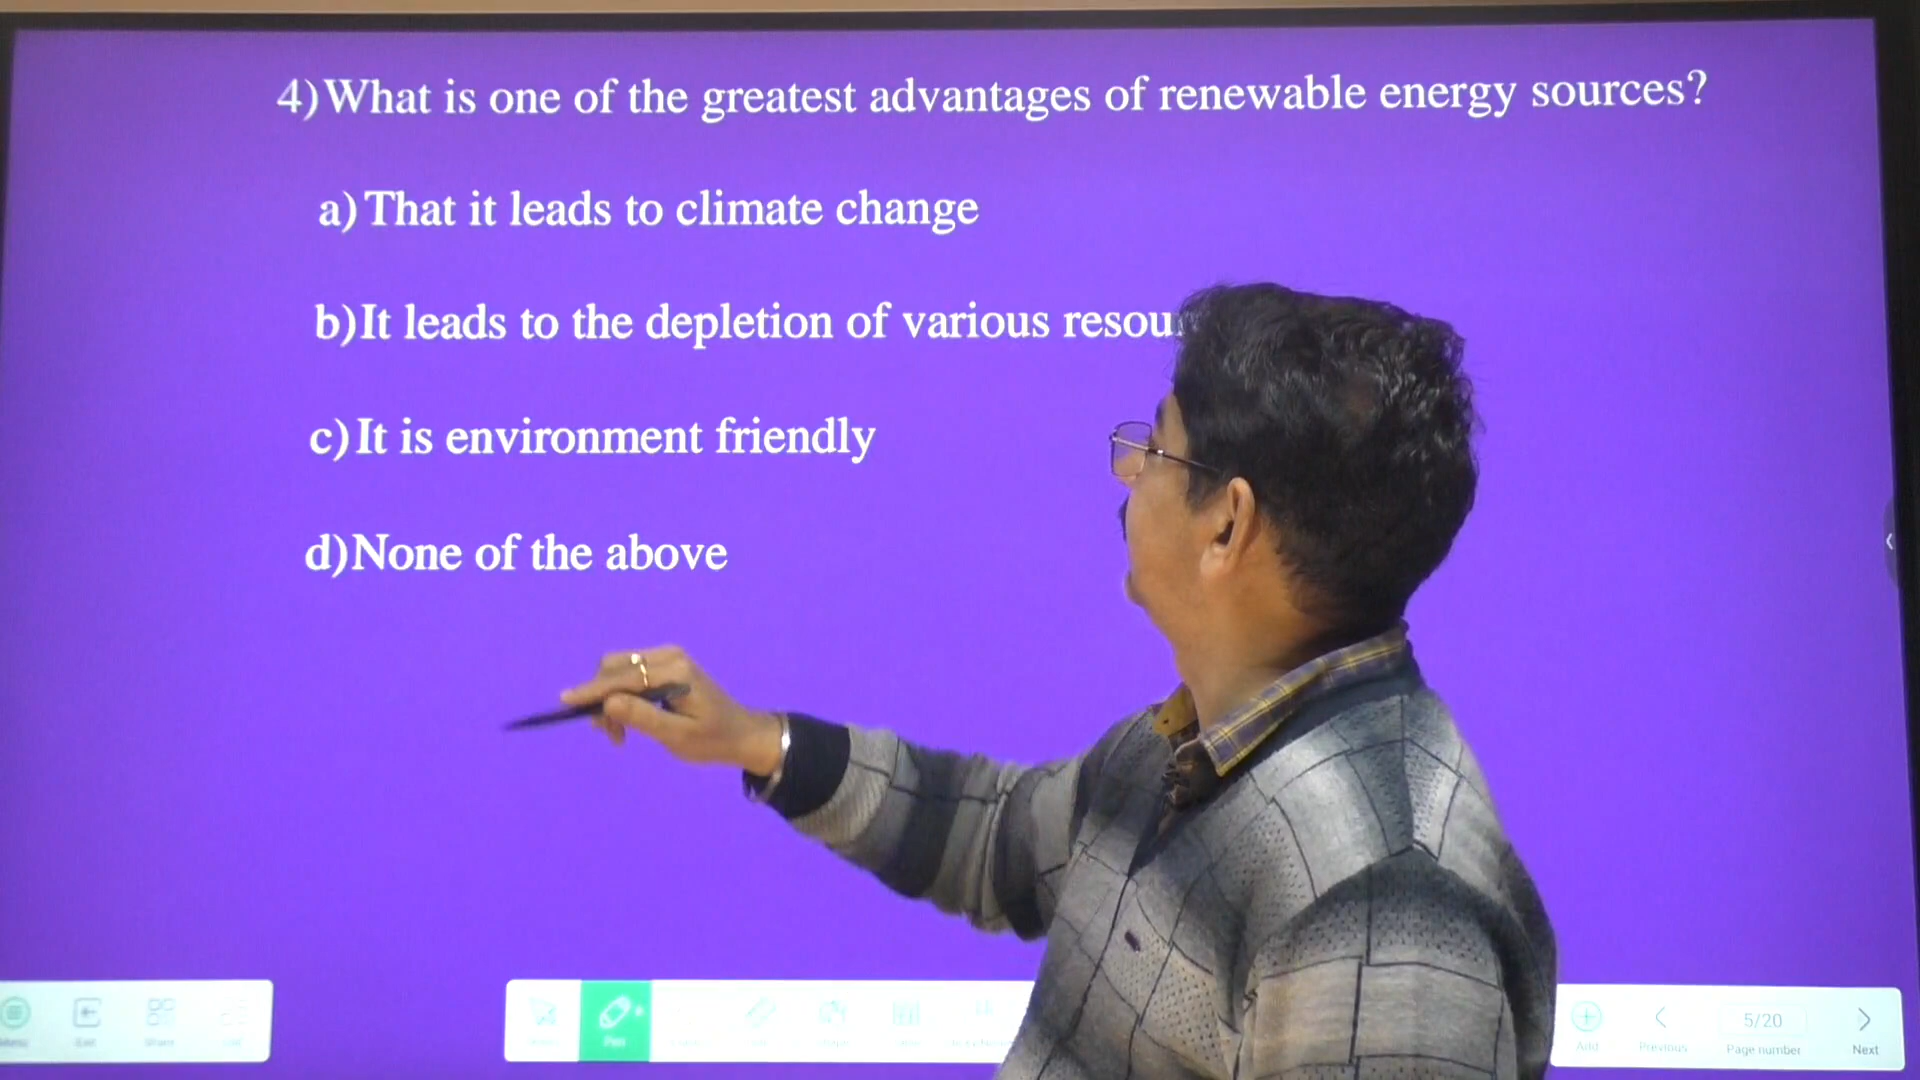 4) What is one of the greatest advantages of renewable energy sources?
a) That it leads to climate change
b) It leads to the depletion of various
c) It is environment friendly
d) None of the above
Pen
Add
Previous
5/20
Page number
Next